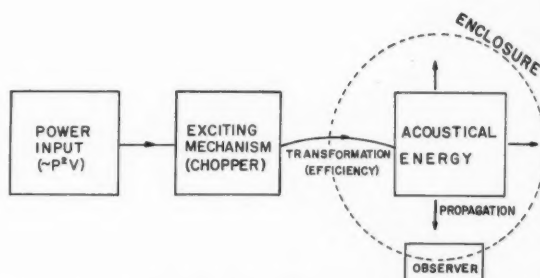 ENCLOSURE
POWER
INPUT
(~P²V)
EXCITING
MECHANISM
(CHOPPER)
TRANSFORMATION
(EFFICIENCY)
ACOUSTICAL
ENERGY
PROPAGATION
OBSERVER